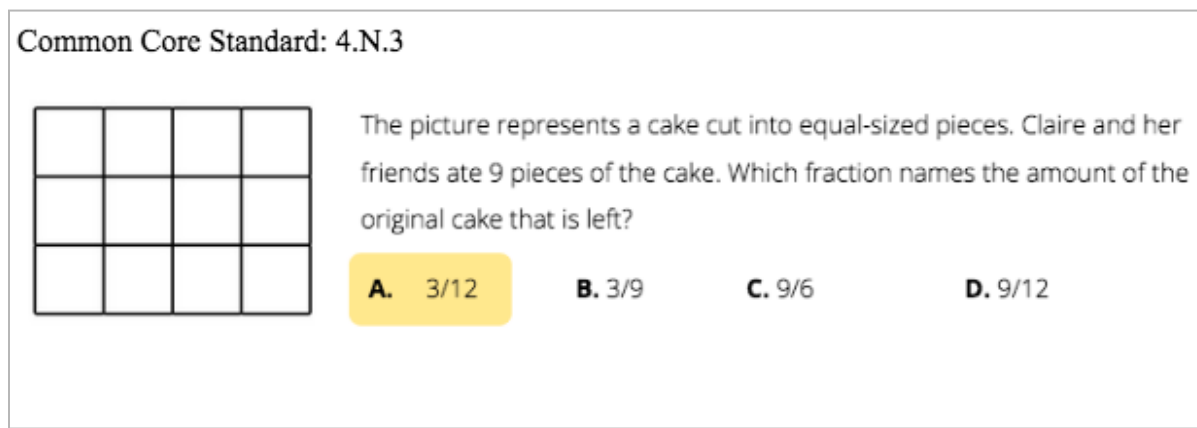 Common Core Standard: 4.N.3
The picture represents a cake cut into equal-sized pieces. Claire and her
friends ate 9 pieces of the cake. Which fraction names the amount of the
original cake that is left?
A. 3/12 B. 3/9 C. 9/6 D. 9/12